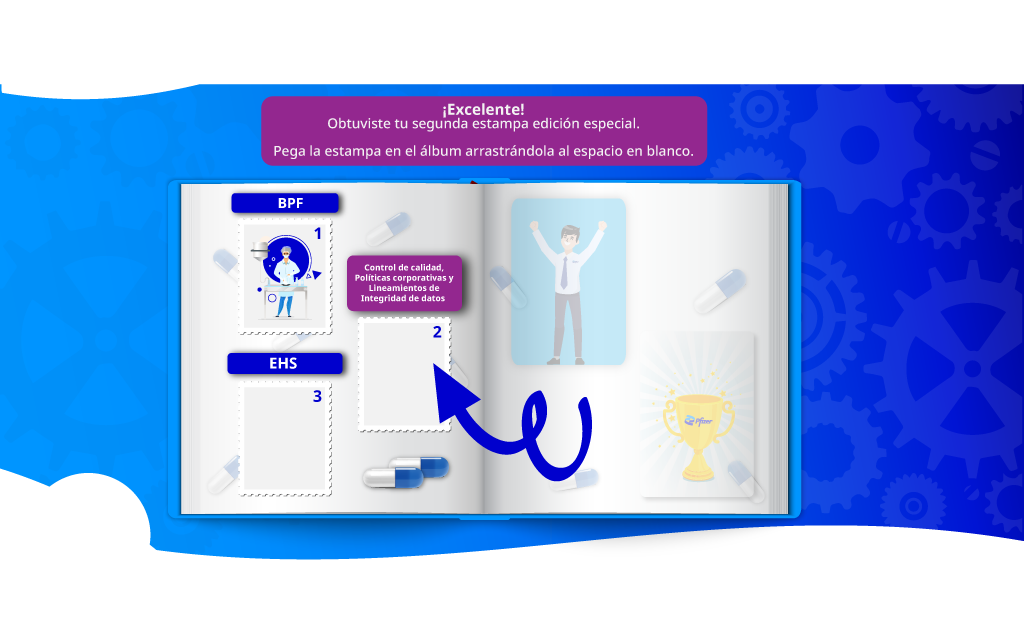 ¡Excelente!
Obtuviste tu segunda estampa edición especial.
Pega la estampa en el álbum arrastrándola al espacio en blanco.
BPF
1
Control de calidad,
Políticas corporativas y
Lineamientos de
Integridad de datos
2
EHS
3
Pfizer